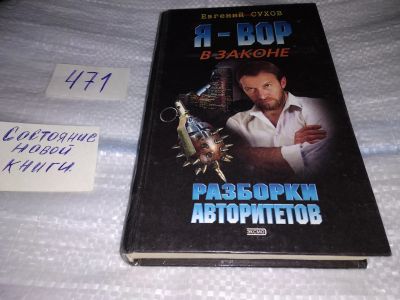 Евгений СУХОВ
Я - ВОР
В ЗАКОНЕ
РАЗБОРКИ
АВТОРИТЕТОВ
ЭКСМО
471
Состояние
новой
книги